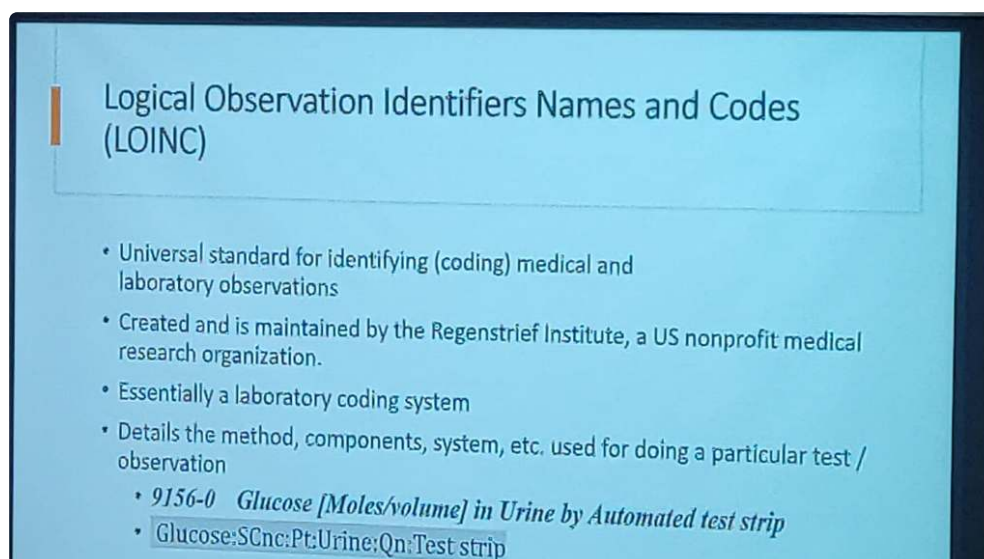 Logical Observation Identifiers Names and Codes
(LOINC)
• Universal standard for identifying (coding) medical and
laboratory observations
• Created and is maintained by the Regenstrief Institute, a US nonprofit medical
research organization.
• Essentially a laboratory coding system
• Details the method, components, system, etc. used for doing a particular test /
observation
• 9156-0 Glucose [Moles/volume] in Urine by Automated test strip
• Glucose:SCnc:Pt:Urine:Qn:Test strip